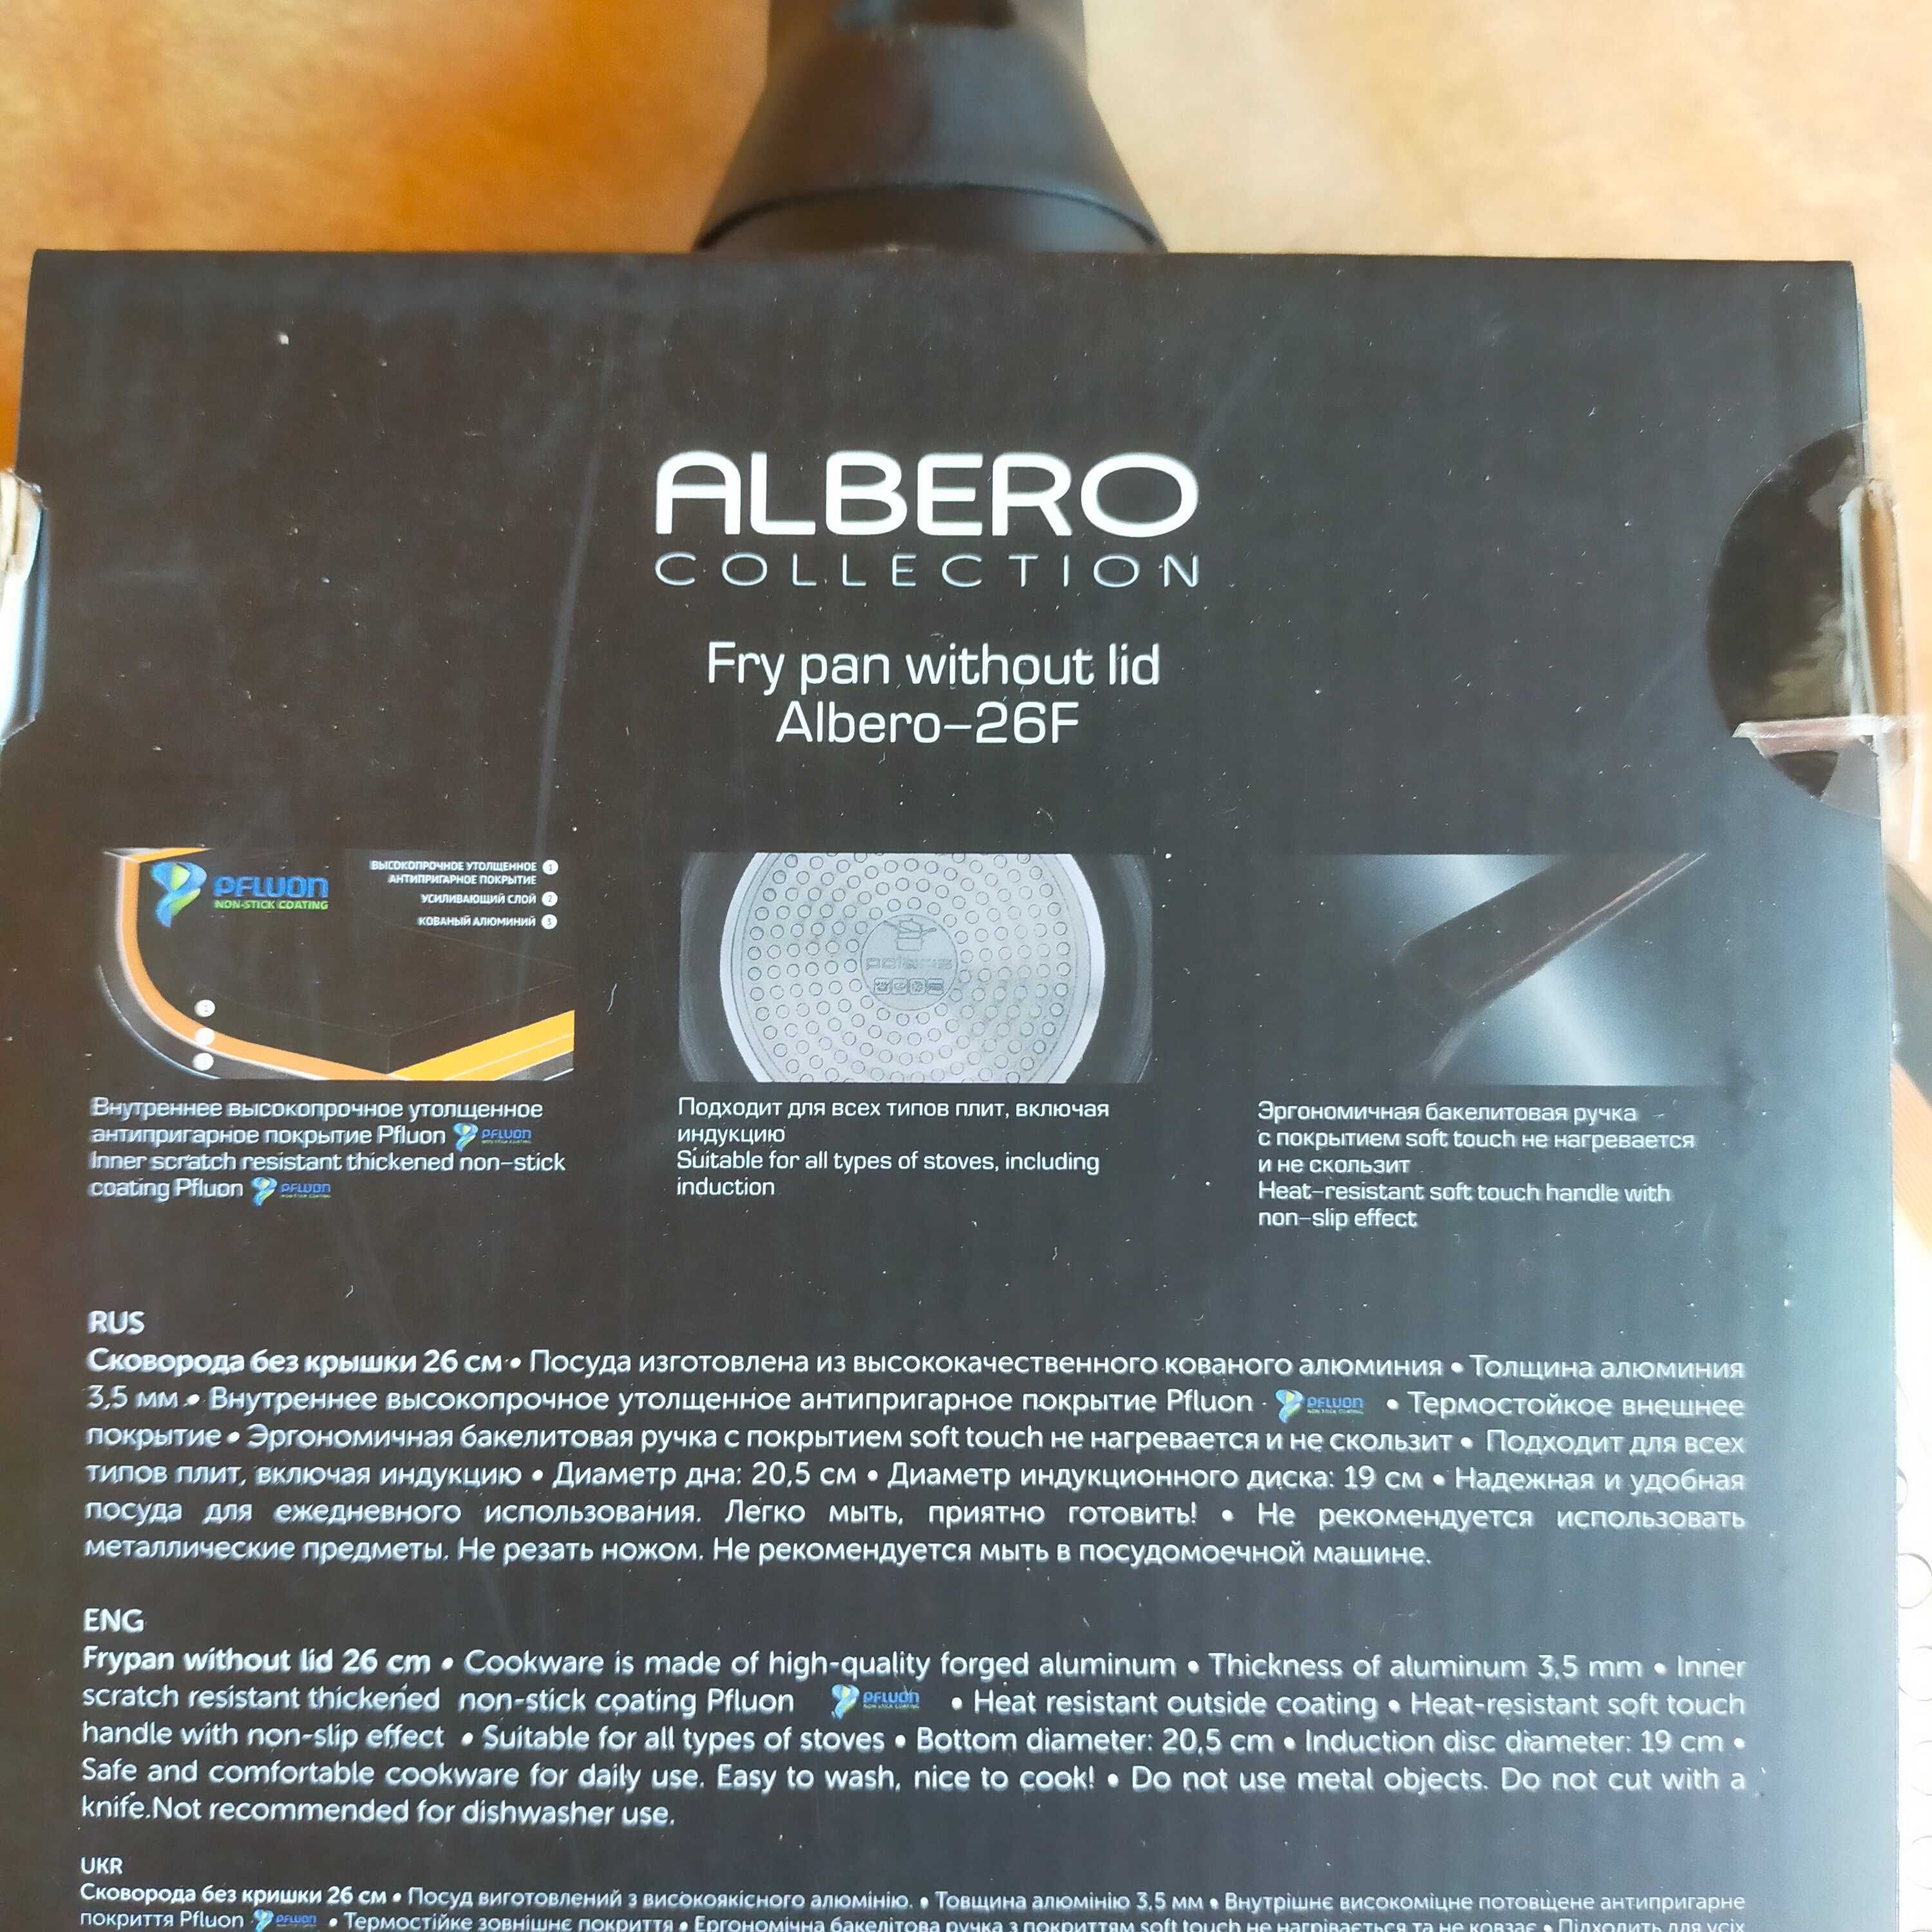 ALBERO
COLLECTION
Fry pan without lid
Albero-26F
PFLUON
NON-STICK COATING
ВЫСОКОПРОЧНОЕ УТОЛЩЕННОЕ 1
АНТИПРИГАРНОЕ ПОКРЫТИЕ
УСИЛИВАЮЩИЙ СЛОЙ 2
КОВАНЫЙ АЛЮМИНИЙ 3
polaris
Внутреннее высокопрочное утолщенное
антипригарное покрытие Pfluon PFLUON
Inner scratch resistant thickened non-stick
coating Pfluon PFLUON
Подходит для всех типов плит, включая
индукцию
Suitable for all types of stoves, including
induction
Эргономичная бакелитовая ручка
с покрытием soft touch не нагревается
и не скользит
Heat-resistant soft touch handle with
non-slip effect
RUS
Сковорода без крышки 26 см • Посуда изготовлена из высококачественного кованого алюминия • Толщина алюминия
3,5 мм • Внутреннее высокопрочное утолщенное антипригарное покрытие Pfluon PFLUON • Термостойкое внешнее
покрытие • Эргономичная бакелитовая ручка с покрытием soft touch не нагревается и не скользит • Подходит для всех
типов плит, включая индукцию • Диаметр дна: 20,5 см • Диаметр индукционного диска: 19 см • Надежная и удобная
посуда для ежедневного использования. Легко мыть, приятно готовить! • Не рекомендуется использовать
металлические предметы. Не резать ножом. Не рекомендуется мыть в посудомоечной машине.
ENG
Frypan without lid 26 cm • Cookware is made of high-quality forged aluminum • Thickness of aluminum 3,5 mm • Inner
scratch resistant thickened non-stick coating Pfluon PFLUON • Heat resistant outside coating • Heat-resistant soft touch
handle with non-slip effect • Suitable for all types of stoves • Bottom diameter: 20,5 cm • Induction disc diameter: 19 cm •
Safe and comfortable cookware for daily use. Easy to wash, nice to cook! • Do not use metal objects. Do not cut with a
knife.Not recommended for dishwasher use.
UKR
Сковорода без кришки 26 см • Посуд виготовлений з високоякісного алюмінію. • Товщина алюмінію 3,5 мм • Внутрішнє високоміцне потовщене антипригарне
покриття Pfluon PFLUON • Термостійке зовнішнє покриття • Ергономічна бакелітова ручка з покриттям soft touch не нагрівається та не ковзає • Підходить для усіх